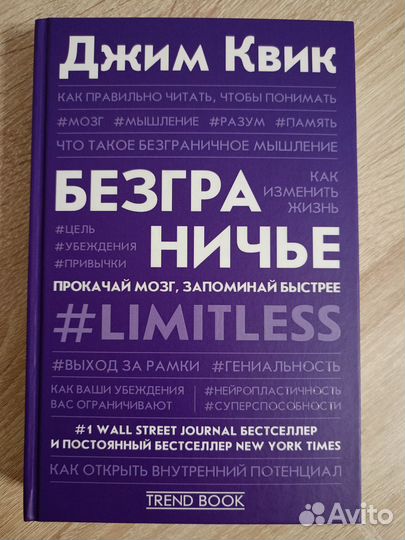 Джим Квик
КАК ПРАВИЛЬНО ЧИТАТЬ, ЧТОБЫ ПОНИМАТЬ
#МОЗГ #МЫШЛЕНИЕ #РАЗУМ #ПАМЯТЬ
ЧТО ТАКОЕ БЕЗГРАНИЧНОЕ МЫШЛЕНИЕ
БЕЗГРА
КАК
ИЗМЕНИТЬ
ЖИЗНЬ
#ЦЕЛЬ
#УБЕЖДЕНИЯ
#ПРИВЫЧКИ
НИЧЬЕ
ПРОКАЧАЙ МОЗГ, ЗАПОМИНАЙ БЫСТРЕЕ
#LIMITLESS
#ВЫХОД ЗА РАМКИ #ГЕНИАЛЬНОСТЬ
КАК ВАШИ УБЕЖДЕНИЯ
ВАС ОГРАНИЧИВАЮТ
#НЕЙРОПЛАСТИЧНОСТЬ
#СУПЕРСПОСОБНОСТИ
#1 WALL STREET JOURNAL БЕСТСЕЛЛЕР
И ПОСТОЯННЫЙ БЕСТСЕЛЛЕР NEW YORK TIMES
КАК ОТКРЫТЬ ВНУТРЕННИЙ ПОТЕНЦИАЛ
TREND BOOK
Avito